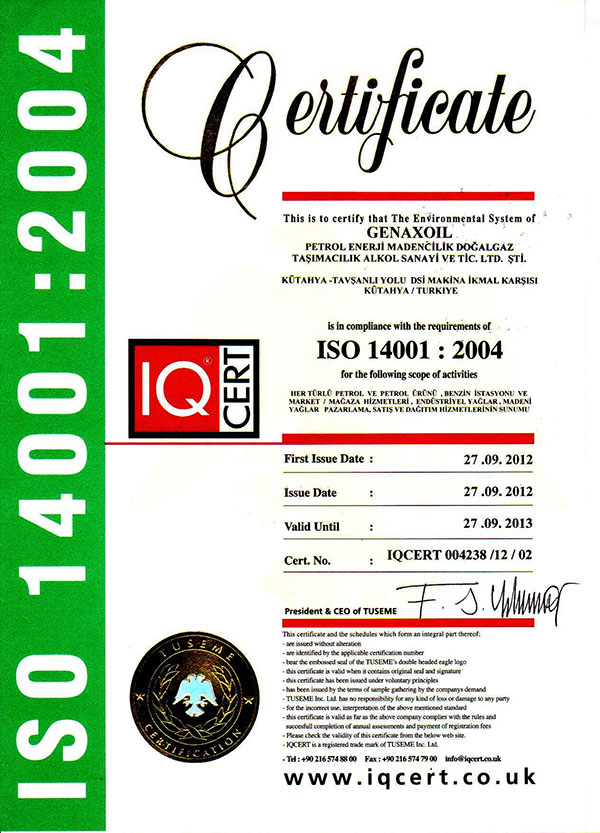 ISO 14001:2004
Certificate
This is to certify that The Environmental System of
GENAXOIL
PETROL ENERJİ MADENCİLİK DOĞALGAZ
TAŞIMACILIK ALKOL SANAYİ VE TİC. LTD. ŞTİ.
KÜTAHYA -TAVŞANLI YOLU DSİ MAKİNA İKMAL KARŞISI
KÜTAHYA / TURKIYE
is in compliance with the requirements of
ISO 14001 : 2004
for the following scope of activities
HER TÜRLÜ PETROL VE PETROL ÜRÜNÜ , BENZİN İSTASYONU VE
MARKET / MAĞAZA HİZMETLERİ , ENDÜSTRİYEL YAĞLAR , MADENİ
YAĞLAR PAZARLAMA, SATIŞ VE DAĞITIM HİZMETLERİNİN SUNUMU
IQ®
CERT
First Issue Date : 27 .09. 2012
Issue Date : 27 .09. 2012
Valid Until : 27 .09. 2013
Cert. No. : IQCERT 004238 /12 / 02
President & CEO of TUSEME
This certificate and the schedules which form an integral part thereof;
- are issued without alteration
- are identified by the applicable certification number
- bear the embossed seal of the TUSEME's double headed eagle logo
- this certificate is valid when it contains original seal and signature
- this certificate has been issued under voluntary principles
- has been issued by the terms of sample gathering by the companys demand
- TUSEME Inc. Ltd. has no responsibility for any kind of loss or damage to any party
- for the incorrect use, interpretation of the above mentioned standard
- this certificate is valid as far as the above company complies with the rules and
succesfull completion of annual assessments and payment of registration fees
- Please check the validity of this certificate from the below web site.
- IQCERT is a registered trade mark of TUSEME Inc. Ltd.
- Tel : +90 216 574 88 00 Fax : +90 216 574 79 00 info@iqcert.co.uk
www.iqcert.co.uk
TUSEME
CERTIFICATION